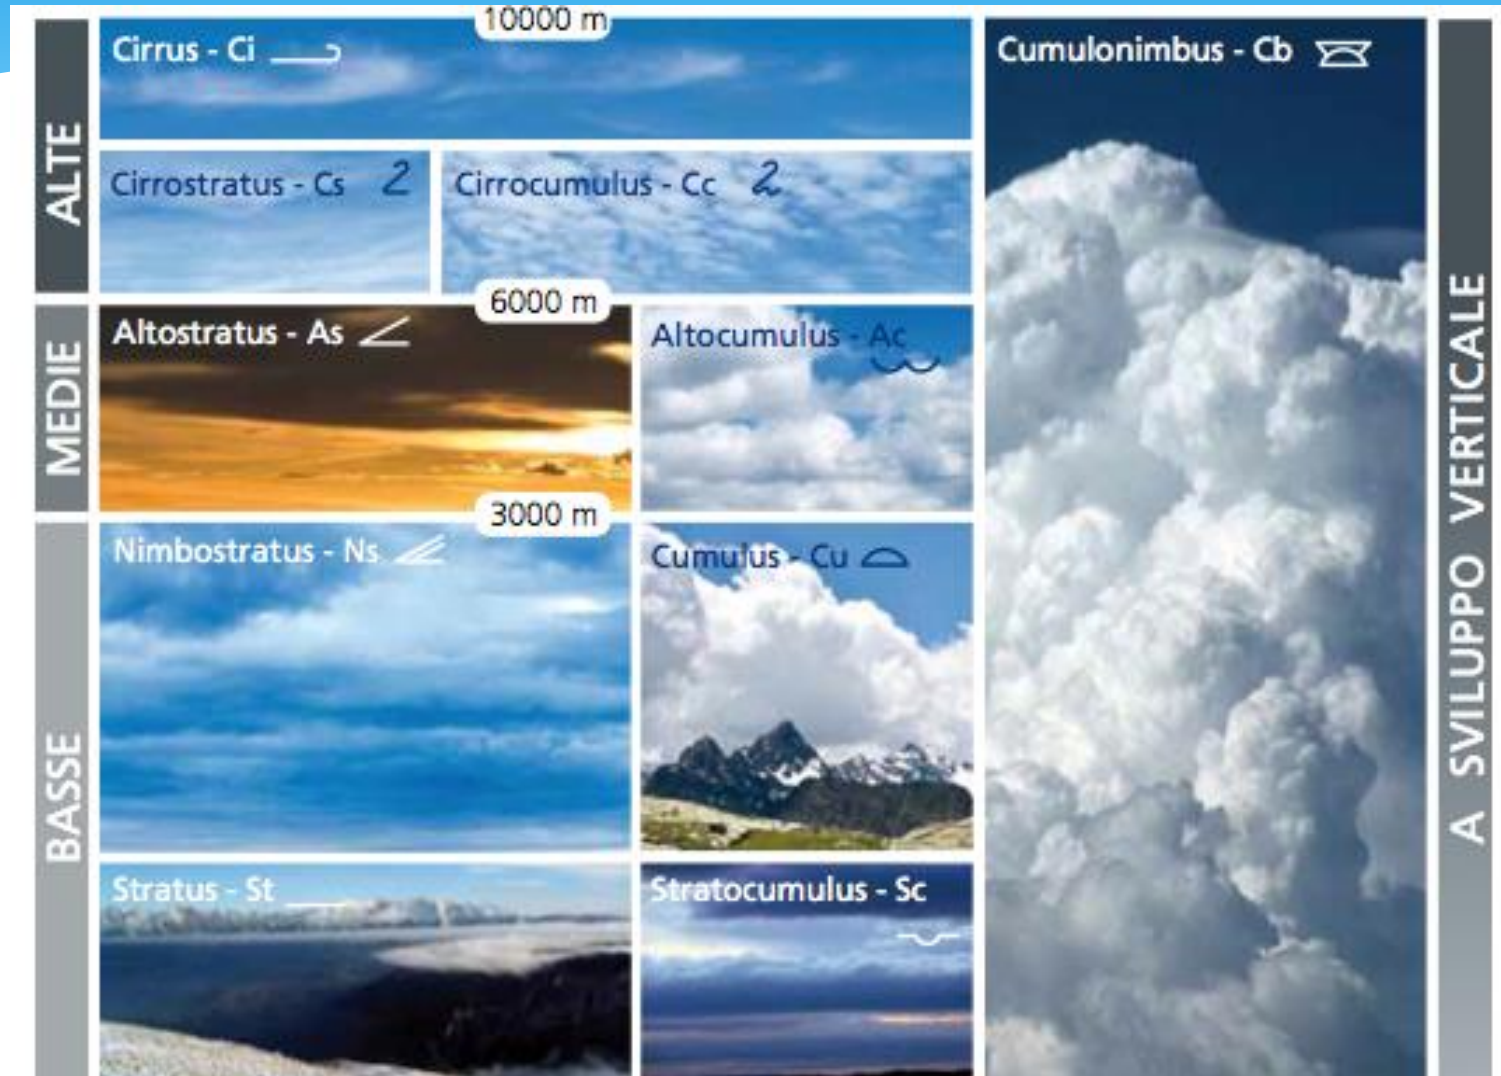 10000 m
Cirrus - Ci
Cumulonimbus - Cb
ALTE
Cirrostratus - Cs
Cirrocumulus - Cc
6000 m
MEDIE
Altostratus - As
Altocumulus - Ac
3000 m
BASSE
Nimbostratus - Ns
Cumulus - Cu
Stratus - St
Stratocumulus - Sc
A SVILUPPO VERTICALE